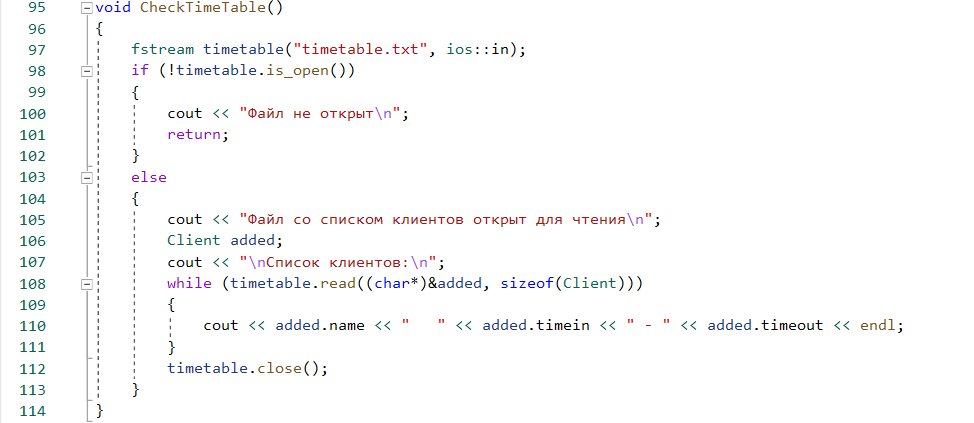 95 void CheckTimeTable()
96 {
97 fstream timetable("timetable.txt", ios::in);
98 if (!timetable.is_open())
99 {
100 cout << "Файл не открыт\n";
101 return;
102 }
103 else
104 {
105 cout << "Файл со списком клиентов открыт для чтения\n";
106 Client added;
107 cout << "\nСписок клиентов:\n";
108 while (timetable.read((char*)&added, sizeof(Client)))
109 {
110 cout << added.name << "   " << added.timein << " - " << added.timeout << endl;
111 }
112 timetable.close();
113 }
114 }